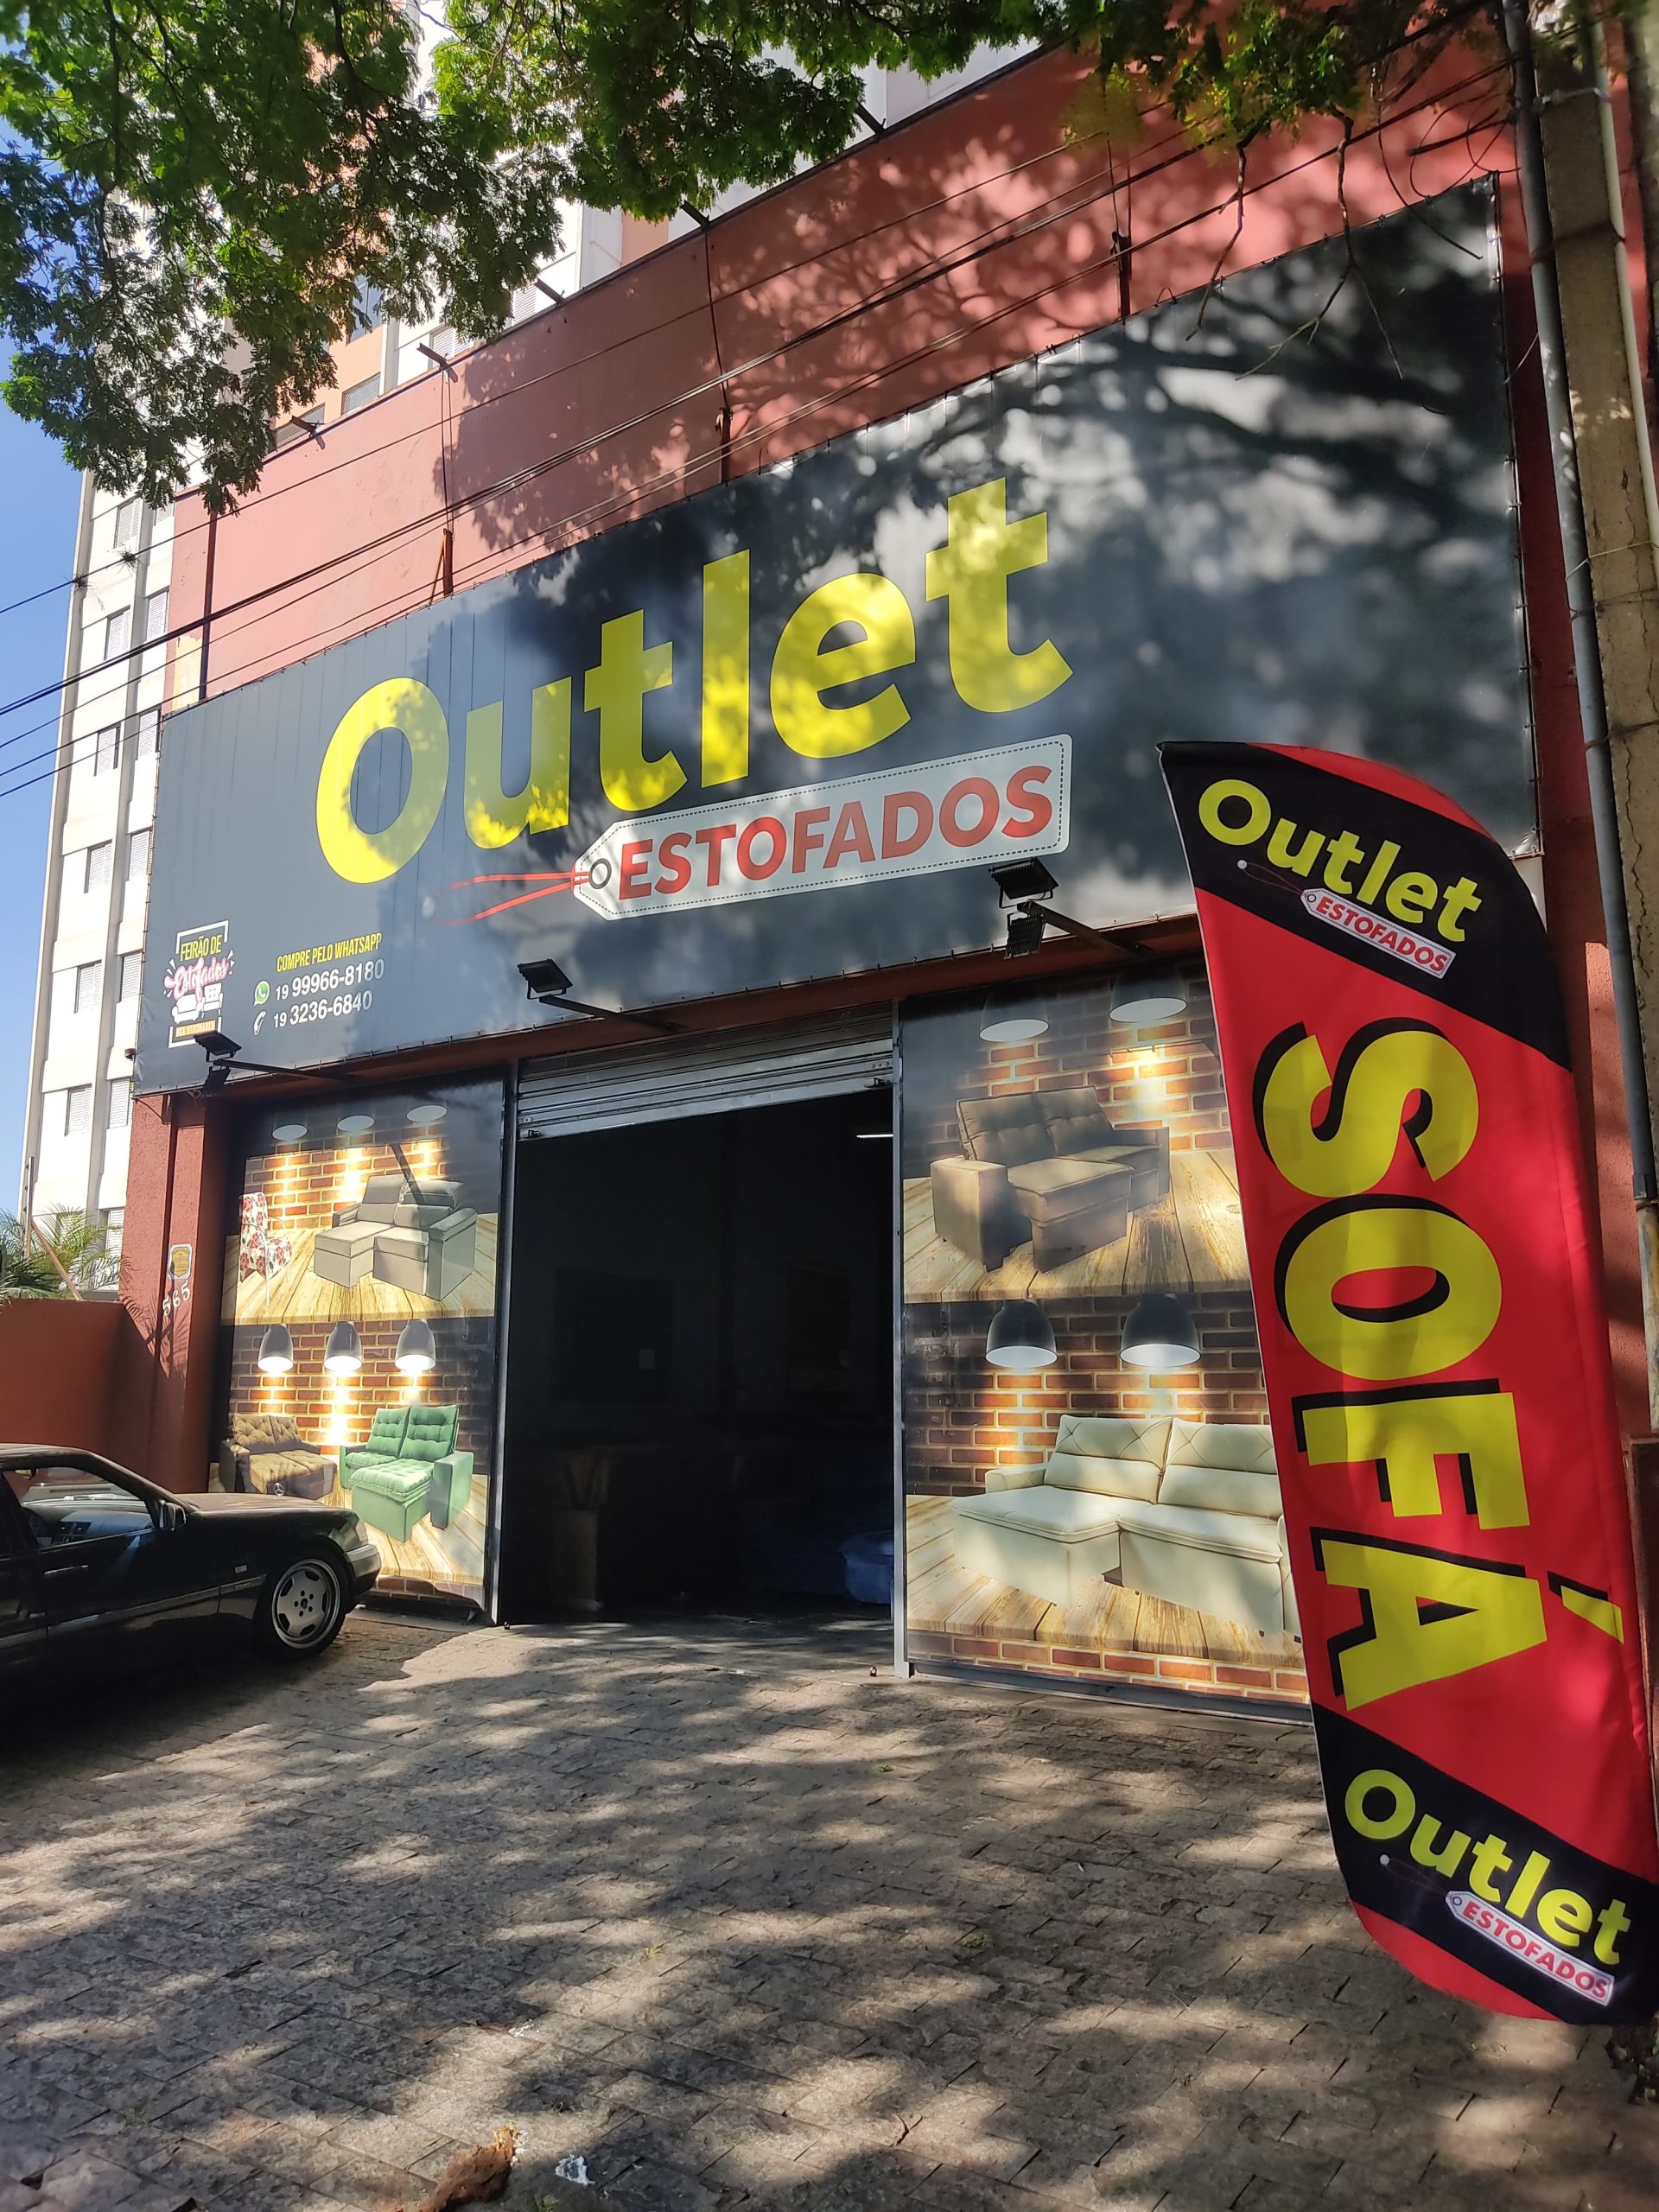 Outlet
ESTOFADOS
FEIRÃO DE
Estofados
COMPRE PELO WHATSAPP
19 99966-8180
19 3236-6840
565
Outlet
ESTOFADOS
SOFÁ
Outlet
ESTOFADOS